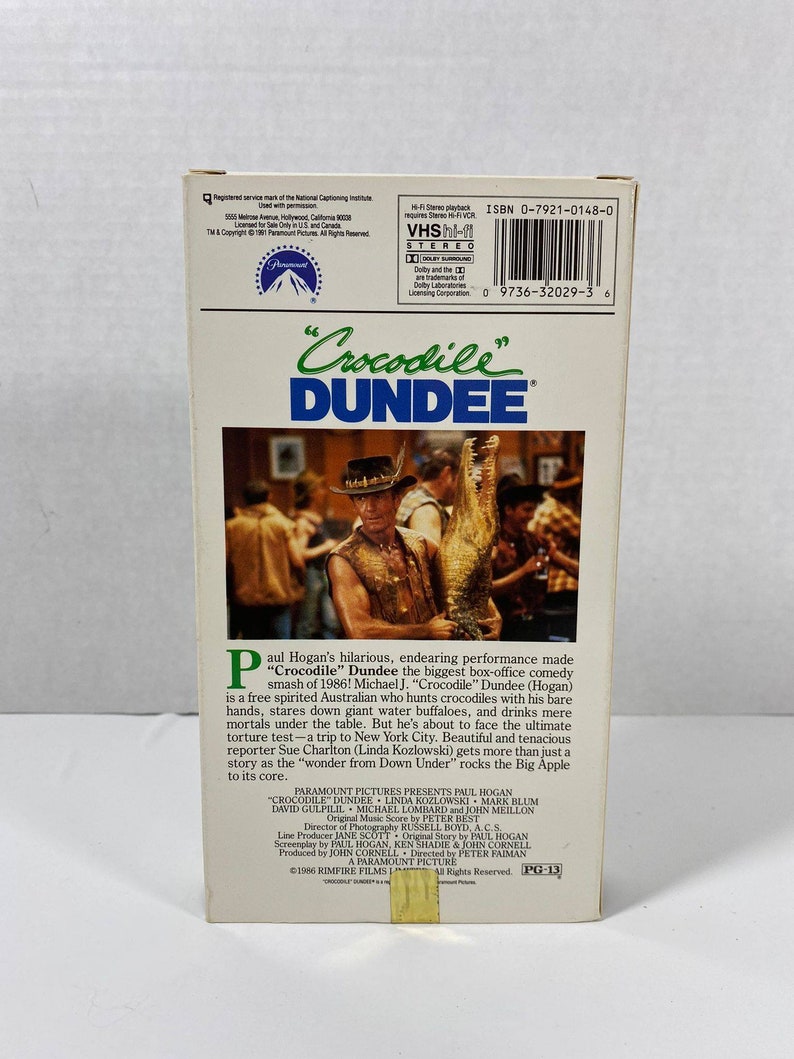 Registered service mark of the National Captioning Institute.
Used with permission.
5555 Melrose Avenue, Hollywood, California 90038
Licensed for Sale Only in U.S. and Canada.
TM & Copyright © 1991 Paramount Pictures. All Rights Reserved.
Paramount
®
Hi-Fi Stereo playback
requires Stereo Hi-Fi VCR.
VHS hi-fi
STEREO
DOLBY SURROUND
Dolby and the
are trademarks of
Dolby Laboratories
Licensing Corporation.
ISBN 0-7921-0148-0
0 9736-32029-3 6
“Crocodile”
DUNDEE®
Paul Hogan's hilarious, endearing performance made
“Crocodile” Dundee the biggest box-office comedy
smash of 1986! Michael J. “Crocodile” Dundee (Hogan)
is a free spirited Australian who hunts crocodiles with his bare
hands, stares down giant water buffaloes, and drinks mere
mortals under the table. But he's about to face the ultimate
torture test—a trip to New York City. Beautiful and tenacious
reporter Sue Charlton (Linda Kozlowski) gets more than just a
story as the “wonder from Down Under” rocks the Big Apple
to its core.
PARAMOUNT PICTURES PRESENTS PAUL HOGAN
“CROCODILE” DUNDEE • LINDA KOZLOWSKI • MARK BLUM
DAVID GULPILIL • MICHAEL LOMBARD and JOHN MEILLON
Original Music Score by PETER BEST
Director of Photography RUSSELL BOYD, A.C.S.
Line Producer JANE SCOTT • Original Story by PAUL HOGAN
Screenplay by PAUL HOGAN, KEN SHADIE & JOHN CORNELL
Produced by JOHN CORNELL • Directed by PETER FAIMAN
A PARAMOUNT PICTURE
©1986 RIMFIRE FILMS All Rights Reserved.
PG-13
®
“CROCODILE” DUNDEE® is a Paramount Pictures.